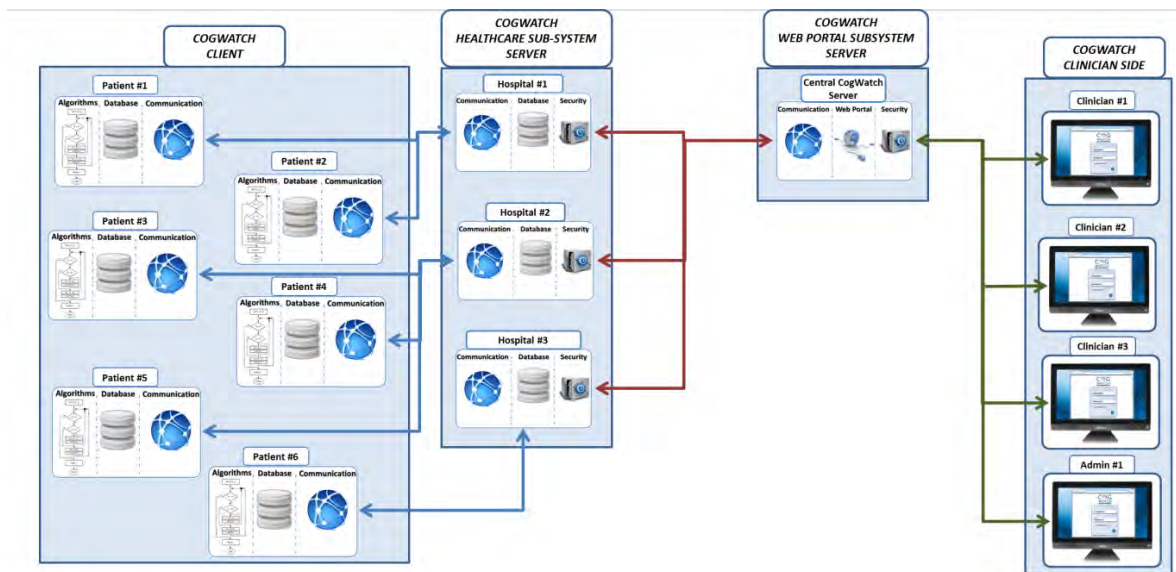 COGWATCH
CLIENT
Patient #1
Algorithms Database Communication
Patient #2
Algorithms Database Communication
Patient #3
Algorithms Database Communication
Patient #4
Algorithms Database Communication
Patient #5
Algorithms Database Communication
Patient #6
Algorithms Database Communication
COGWATCH
HEALTHCARE SUB-SYSTEM
SERVER
Hospital #1
Communication Database Security
Hospital #2
Communication Database Security
Hospital #3
Communication Database Security
COGWATCH
WEB PORTAL SUBSYSTEM
SERVER
Central CogWatch
Server
Communication Web Portal Security
COGWATCH
CLINICIAN SIDE
Clinician #1
Clinician #2
Clinician #3
Admin #1